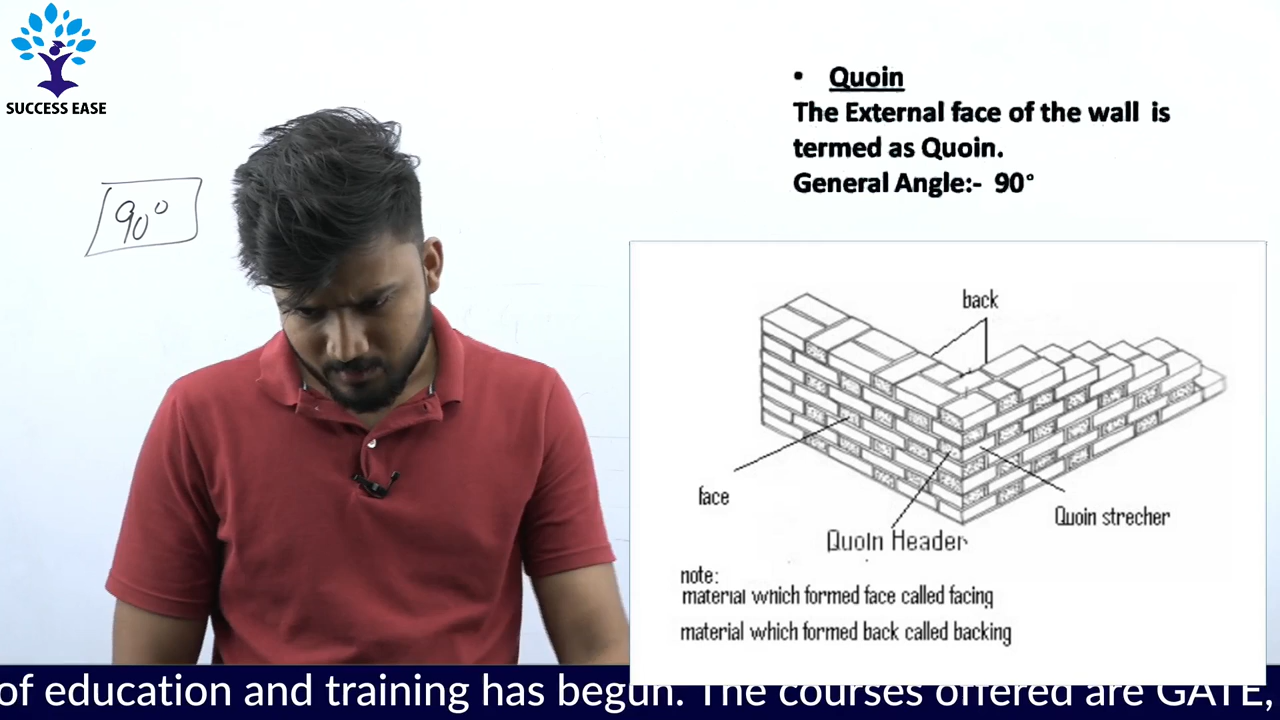 SUCCESS EASE
90°
• Quoin
The External face of the wall is
termed as Quoin.
General Angle:- 90°
back
face
Quoin strecher
Quoin Header
note:
material which formed face called facing
material which formed back called backing
of education and training has begun. The courses offered are GATE,